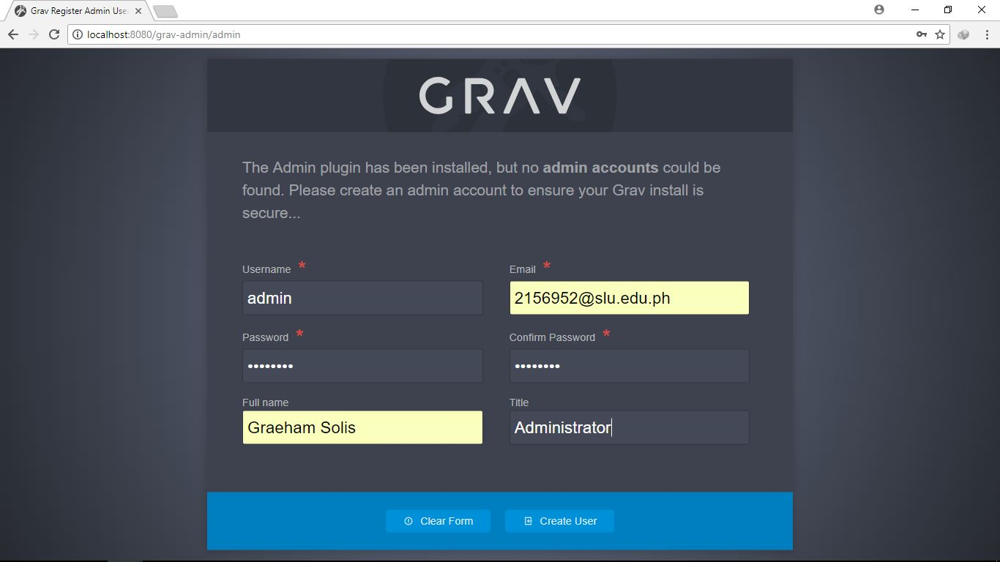 Grav Register Admin Use
localhost:8080/grav-admin/admin
GRAV
The Admin plugin has been installed, but no admin accounts could be
found. Please create an admin account to ensure your Grav install is
secure...
Username * Email *
admin 2156952@slu.edu.ph
Password * Confirm Password *
•••••••• ••••••••
Full name Title
Graeham Solis Administrator
Clear Form Create User